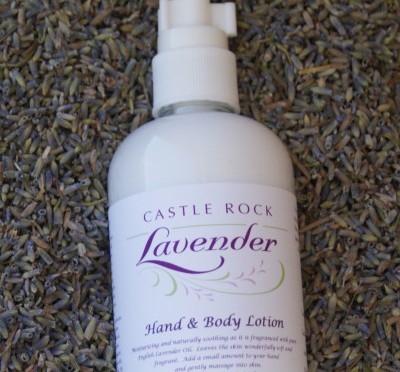 CASTLE ROCK
Lavender
Hand & Body Lotion
Moisturising and naturally soothing as it is fragranced with pure
English Lavender Oil. Leaves the skin wonderfully soft and
fragrant. Add a small amount to your hand
and gently massage into skin.